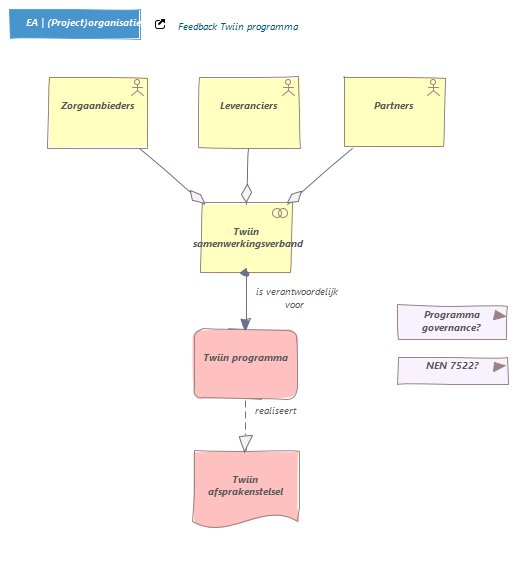 EA | (Project)organisatie
Feedback Twiin programma
Zorgaanbieders
Leveranciers
Partners
Twiin
samenwerkingsverband
is verantwoordelijk
voor
Programma
governance?
Twiin programma
NEN 7522?
realiseert
Twiin
afsprakenstelsel